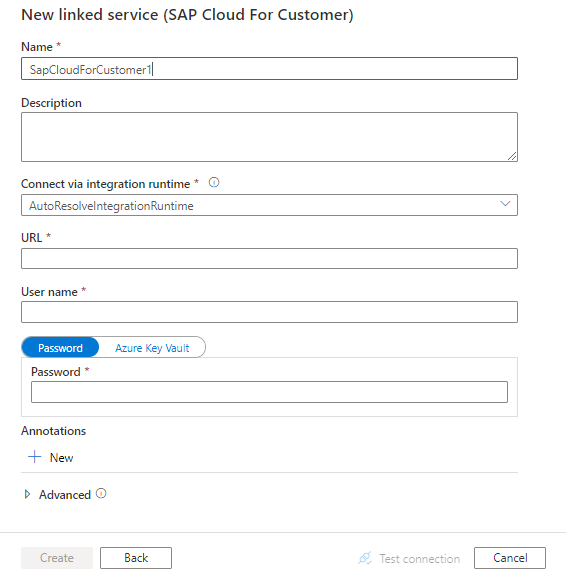 New linked service (SAP Cloud For Customer)
Name *
SapCloudForCustomer1
Description
Connect via integration runtime *
AutoResolveIntegrationRuntime
URL *
User name *
Password Azure Key Vault
Password *
Annotations
New
Advanced
Create Back Test connection Cancel